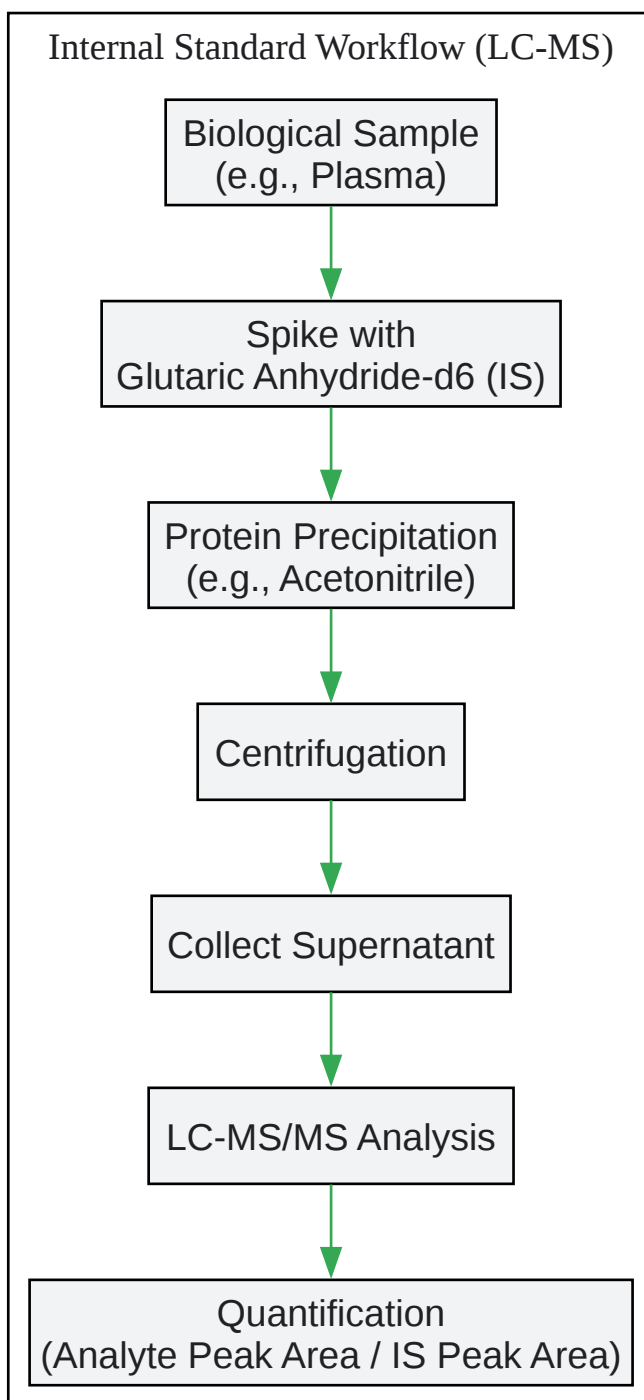 Internal Standard Workflow (LC-MS)
Biological Sample
(e.g., Plasma)
Spike with
Glutaric Anhydride-d6 (IS)
Protein Precipitation
(e.g., Acetonitrile)
Centrifugation
Collect Supernatant
LC-MS/MS Analysis
Quantification
(Analyte Peak Area / IS Peak Area)